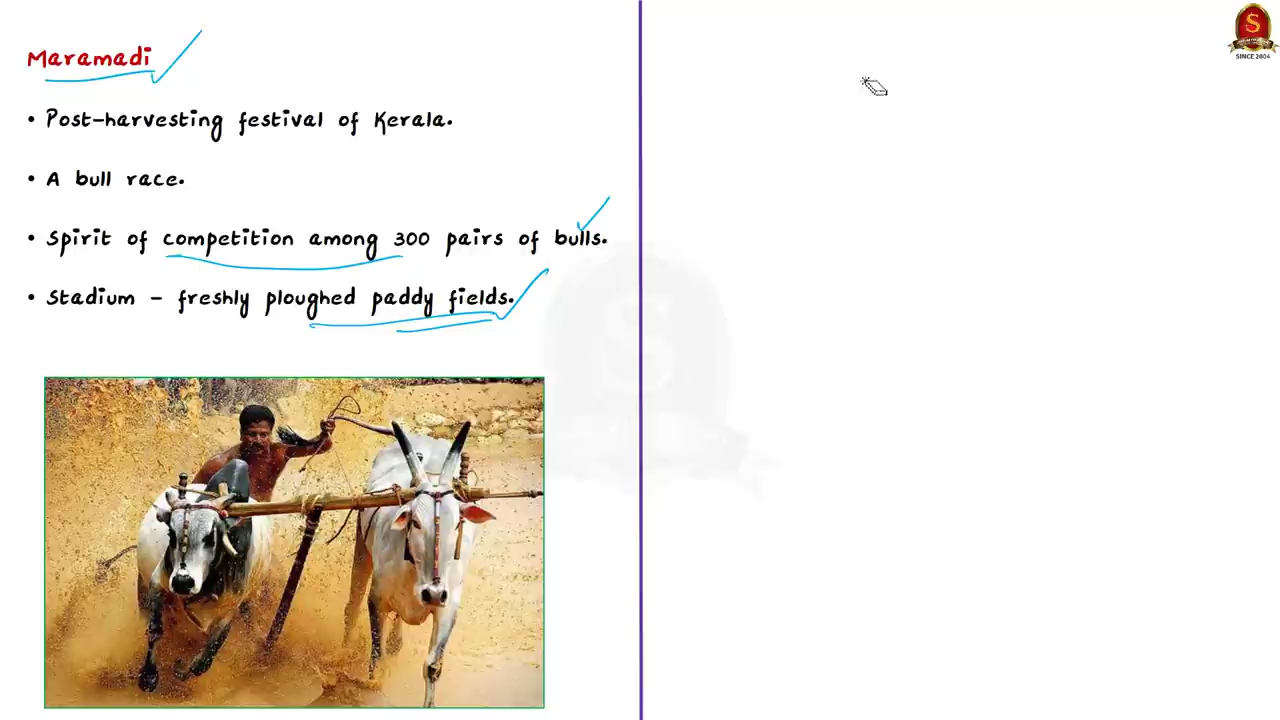 Maramadi
• Post-harvesting festival of Kerala.
• A bull race.
• Spirit of competition among 300 pairs of bulls.
• Stadium - freshly ploughed paddy fields.
S
SINCE 2004